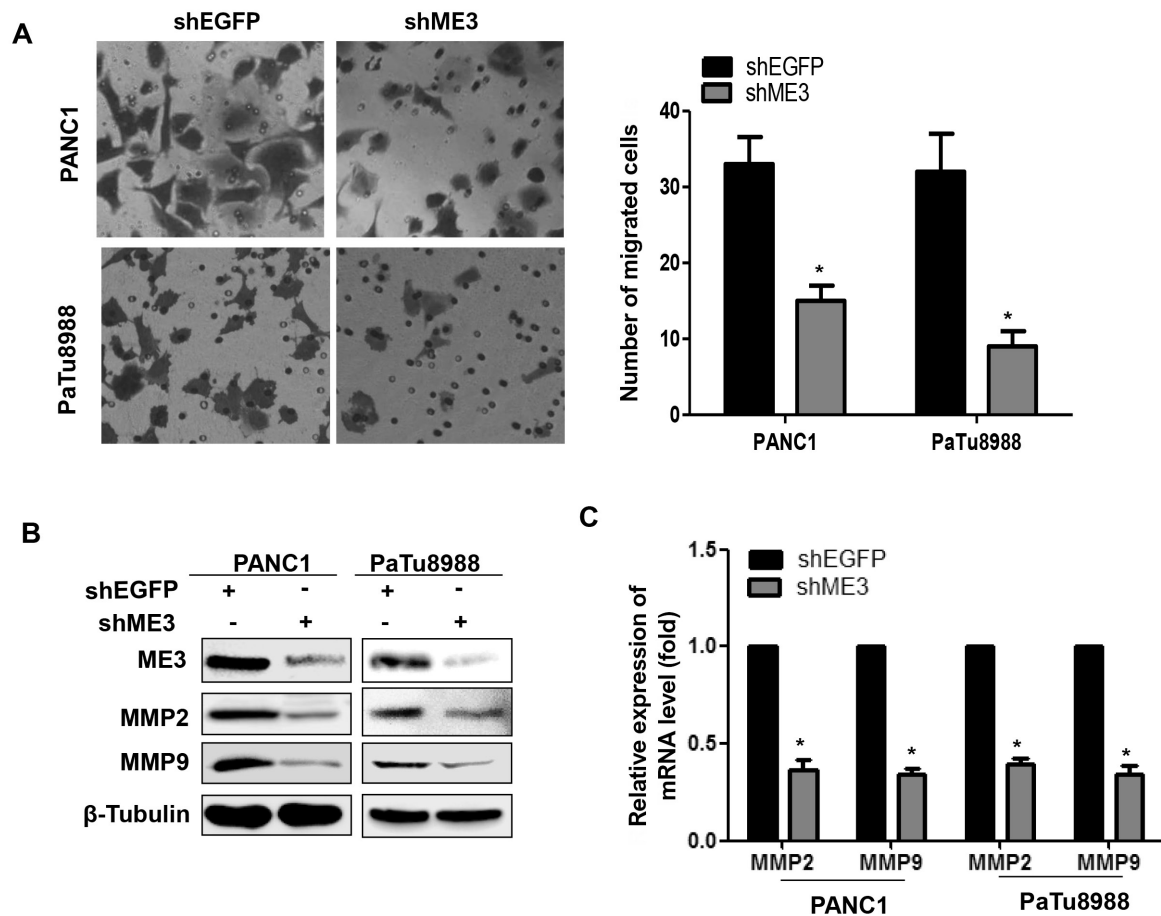 A
shEGFP shME3
PANC1
PaTu8988
shEGFP
shME3
Number of migrated cells
40
30
20
10
0
*
*
PANC1 PaTu8988
B
PANC1 PaTu8988
shEGFP + - + -
shME3 - + - +
ME3
MMP2
MMP9
β-Tubulin
C
shEGFP
shME3
Relative expression of
mRNA level (fold)
1.5
1.0
0.5
0.0
* * * *
MMP2 MMP9 MMP2 MMP9
PANC1 PaTu8988